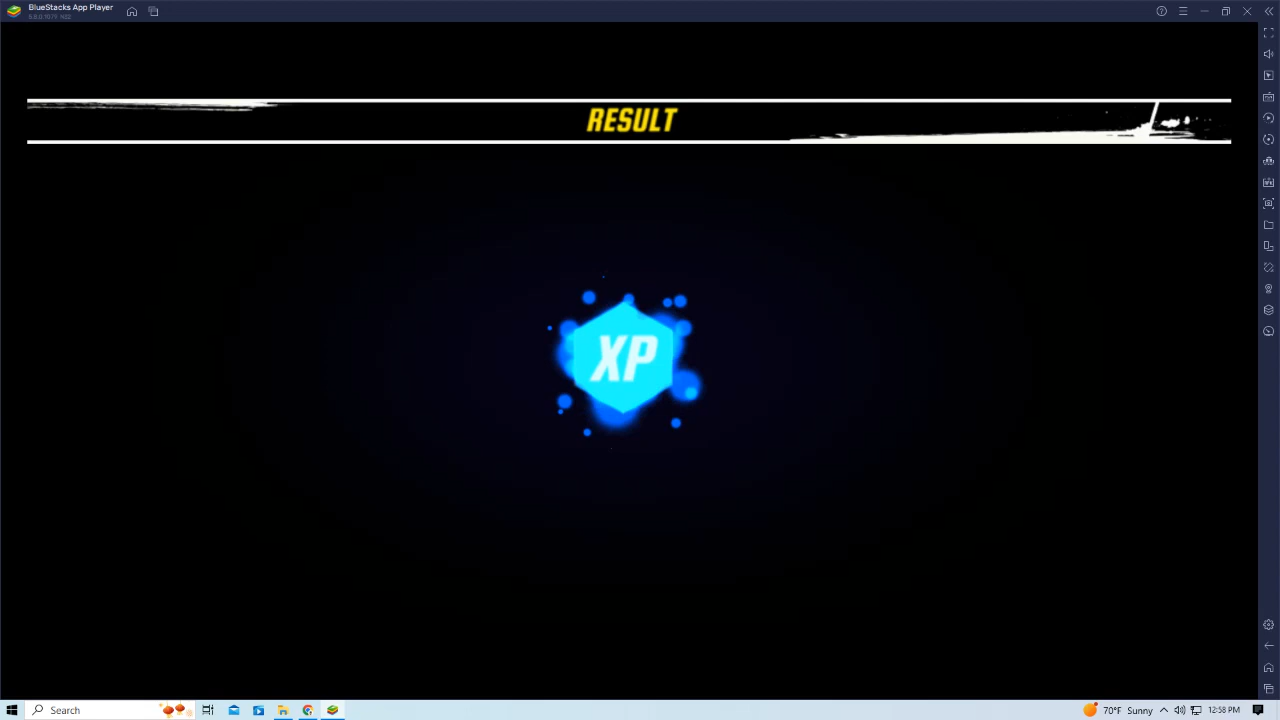 BlueStacks App Player
RESULT
XP
Search
70°F Sunny
12:58 PM